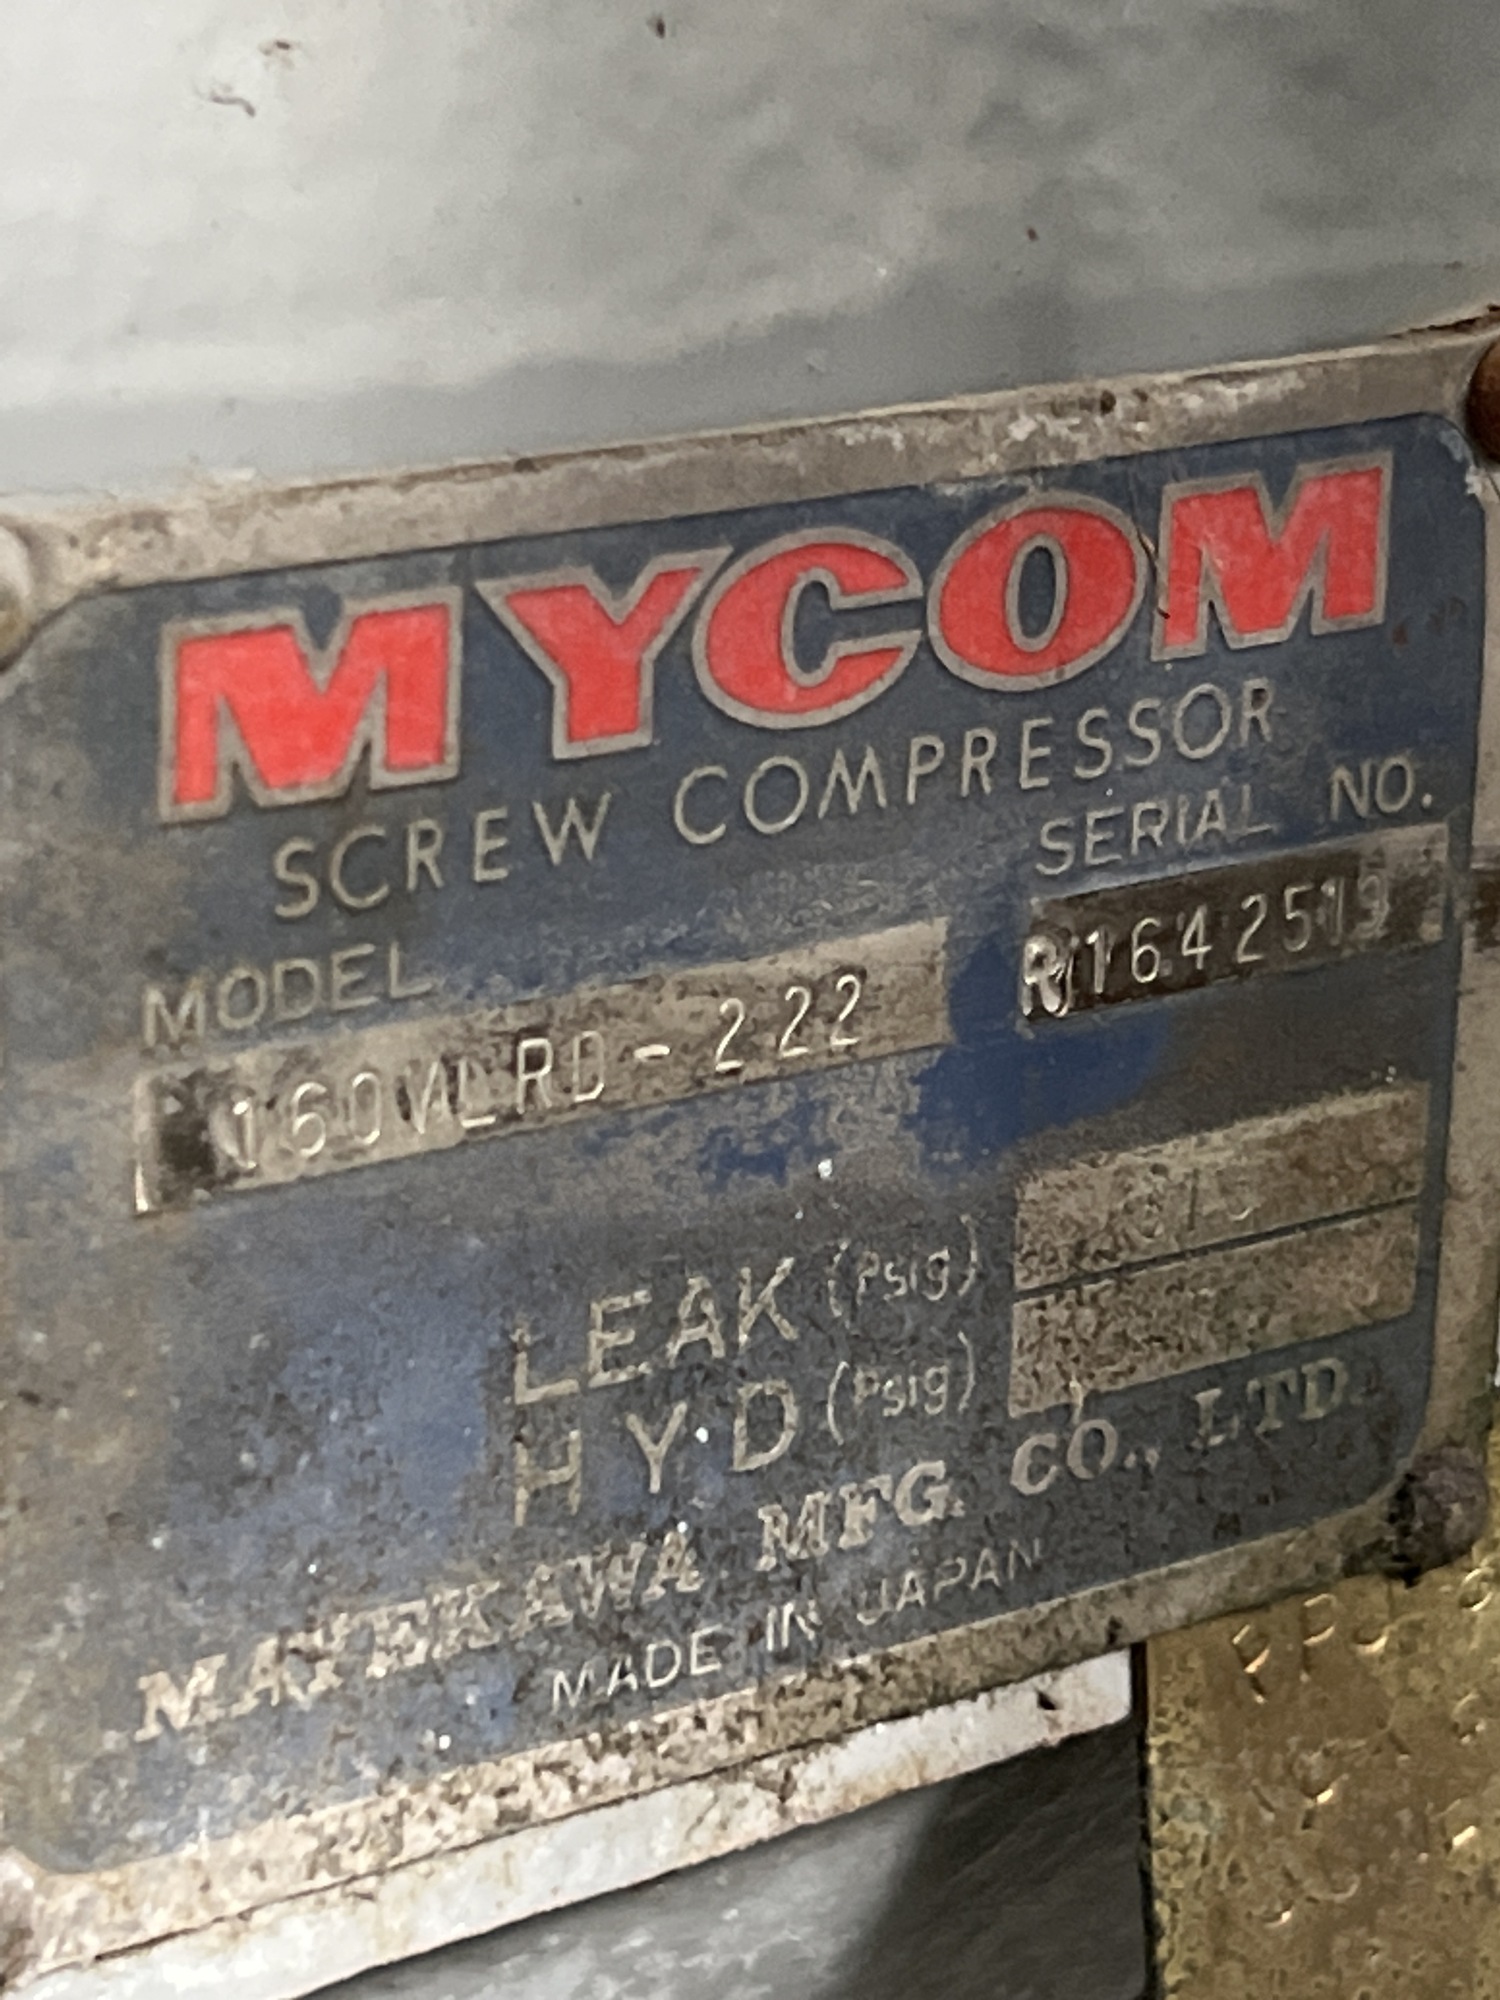 MYCOM
SCREW COMPRESSOR
MODEL SERIAL NO.
160VLRD-222 R1642519
LEAK (Psig)
HYD (Psig)
MAYEKAWA MFG. CO., LTD.
MADE IN JAPAN